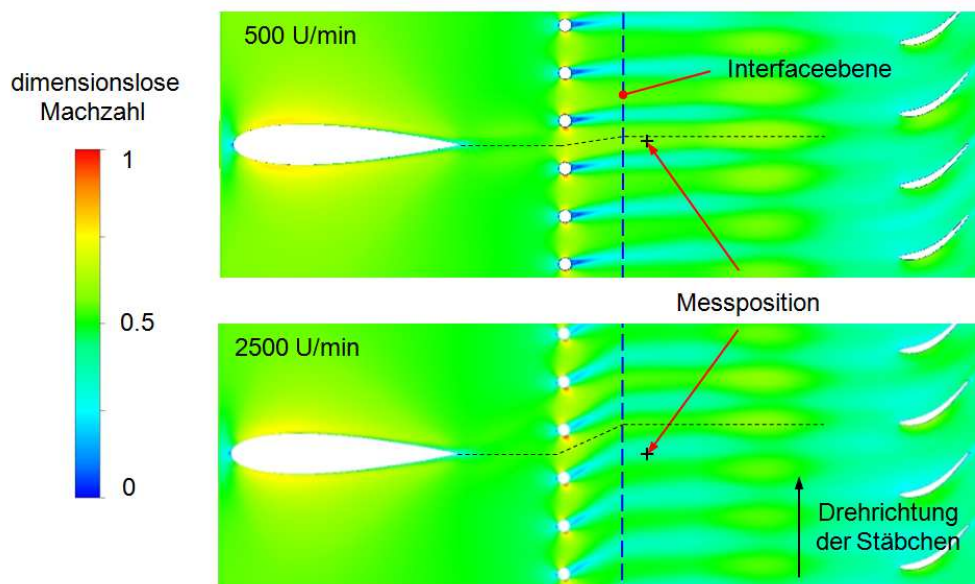 500 U/min
dimensionslose
Machzahl
Interfaceebene
1
0.5
0
Messposition
2500 U/min
Drehrichtung
der Stäbchen